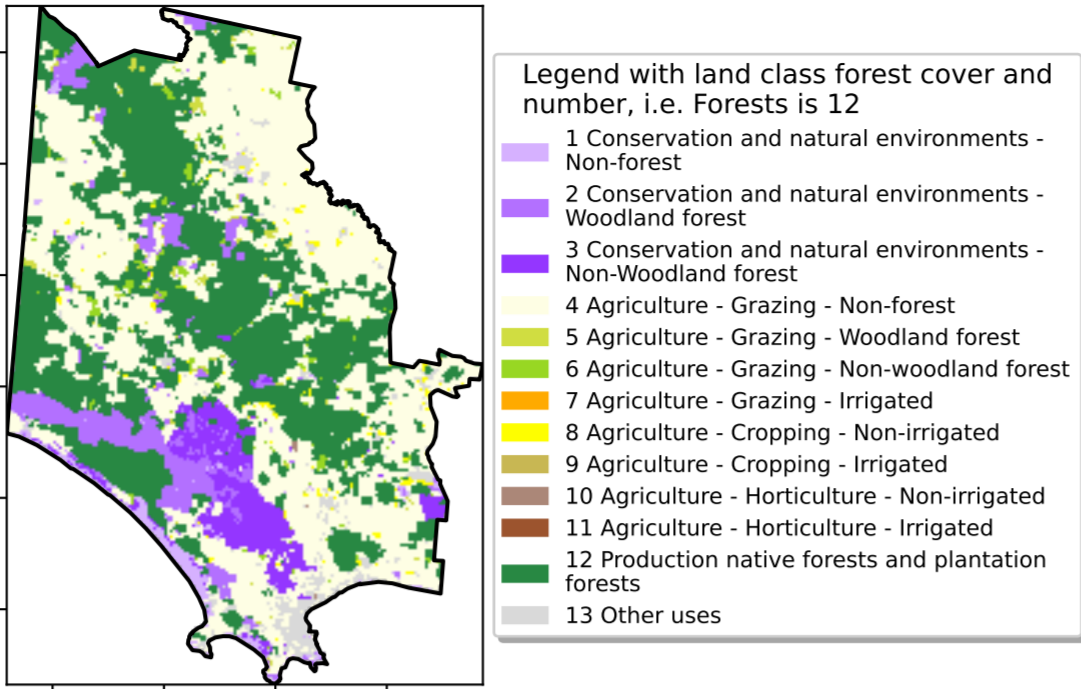 Legend with land class forest cover and
number, i.e. Forests is 12
1 Conservation and natural environments -
Non-forest
2 Conservation and natural environments -
Woodland forest
3 Conservation and natural environments -
Non-Woodland forest
4 Agriculture - Grazing - Non-forest
5 Agriculture - Grazing - Woodland forest
6 Agriculture - Grazing - Non-woodland forest
7 Agriculture - Grazing - Irrigated
8 Agriculture - Cropping - Non-irrigated
9 Agriculture - Cropping - Irrigated
10 Agriculture - Horticulture - Non-irrigated
11 Agriculture - Horticulture - Irrigated
12 Production native forests and plantation
forests
13 Other uses